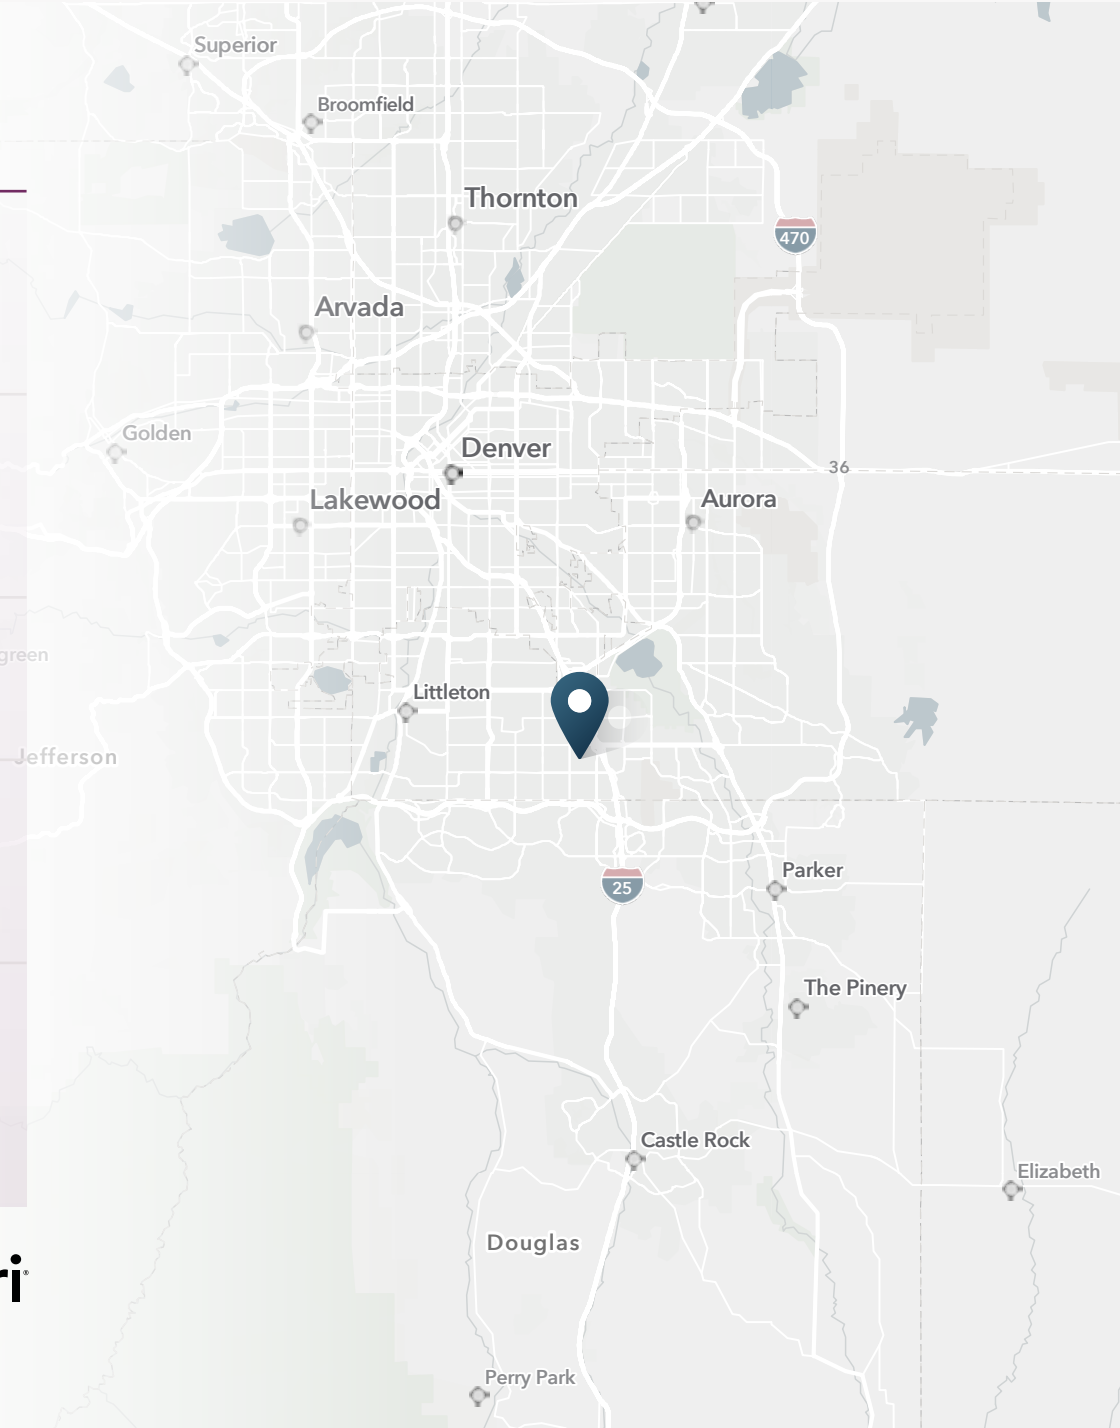 Superior
Broomfield
Thornton
470
Arvada
Golden
Denver
36
Lakewood
Aurora
green
Littleton
Jefferson
Parker
25
The Pinery
Castle Rock
Elizabeth
Douglas
ri
Perry Park